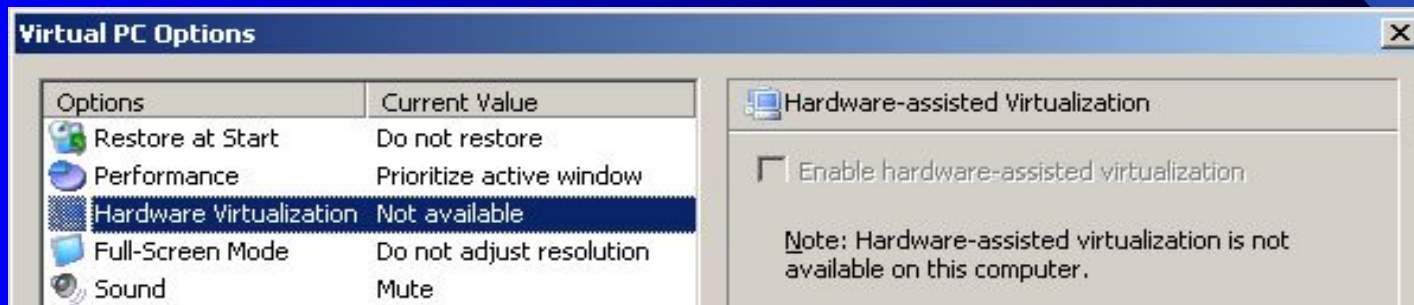 Virtual PC Options
Options Current Value
Restore at Start Do not restore
Performance Prioritize active window
Hardware Virtualization Not available
Full-Screen Mode Do not adjust resolution
Sound Mute
Hardware-assisted Virtualization
Enable hardware-assisted virtualization
Note: Hardware-assisted virtualization is not
available on this computer.